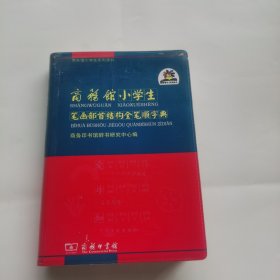 商务馆小学生
SHANGWUGUAN XIAOXUESHENG
笔画部首结构全笔顺字典
BIHUA BUSHOU JIEGOU QUANBISHUN ZIDIAN
商务印书馆辞书研究中心编
商务印书馆